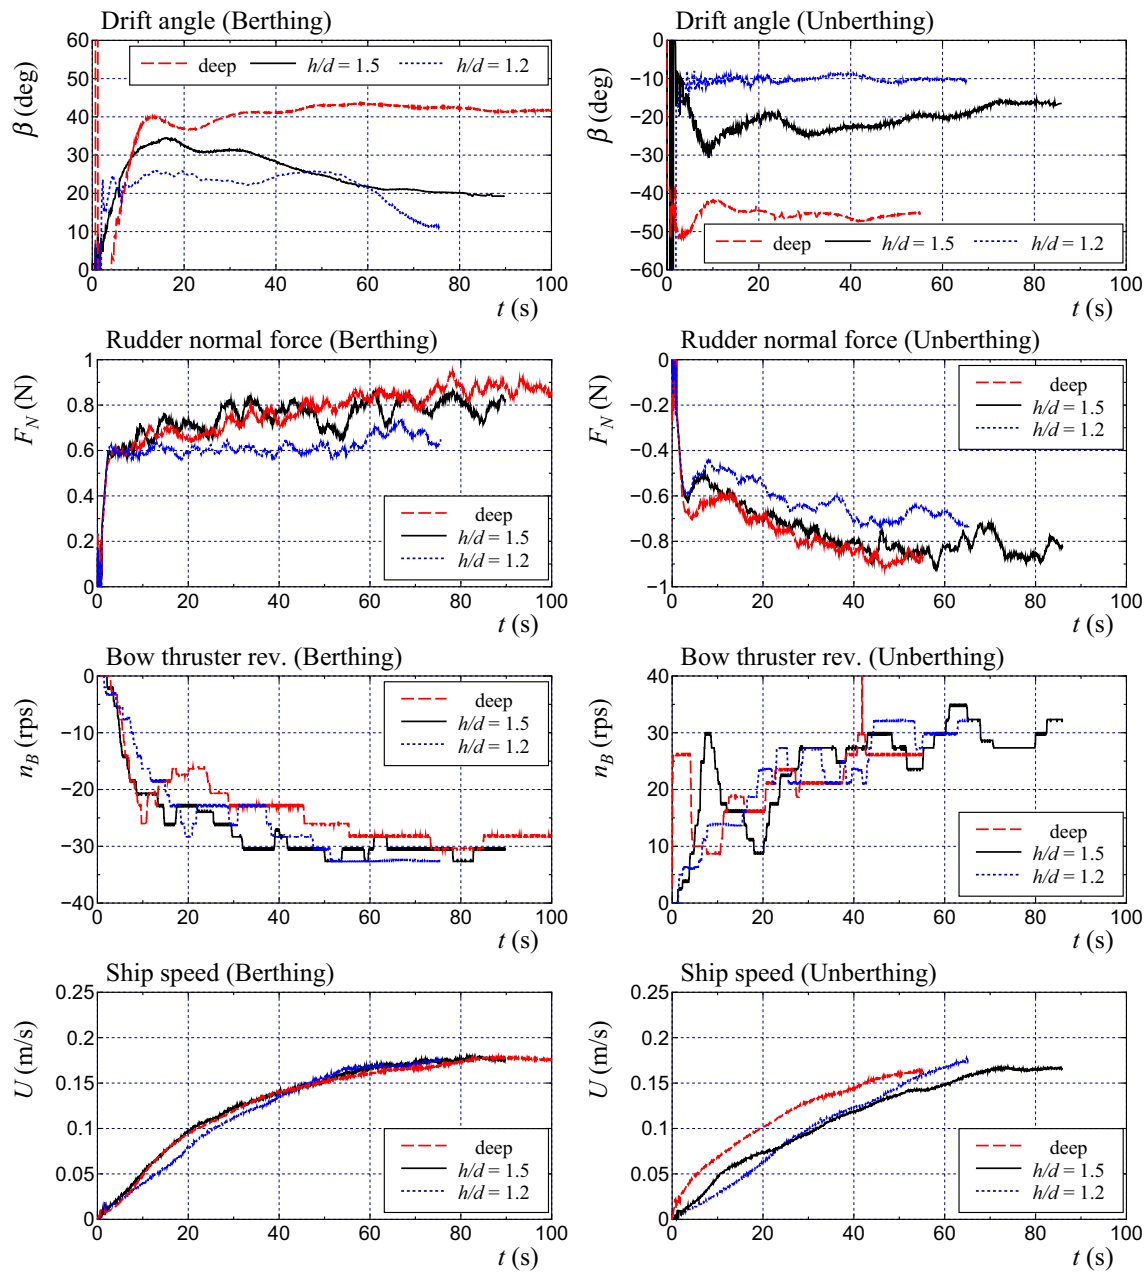 Drift angle (Berthing)
β (deg)
60
50
40
30
20
10
0
deep h/d = 1.5 h/d = 1.2
0 20 40 60 80 100
t (s)
Drift angle (Unberthing)
β (deg)
0
−10
−20
−30
−40
−50
−60
deep h/d = 1.5 h/d = 1.2
0 20 40 60 80 100
t (s)
Rudder normal force (Berthing)
F_N (N)
1
0.8
0.6
0.4
0.2
0
deep
h/d = 1.5
h/d = 1.2
0 20 40 60 80 100
t (s)
Rudder normal force (Unberthing)
F_N (N)
0
−0.2
−0.4
−0.6
−0.8
−1
deep
h/d = 1.5
h/d = 1.2
0 20 40 60 80 100
t (s)
Bow thruster rev. (Berthing)
n_B (rps)
0
−10
−20
−30
−40
deep
h/d = 1.5
h/d = 1.2
0 20 40 60 80 100
t (s)
Bow thruster rev. (Unberthing)
n_B (rps)
40
30
20
10
0
deep
h/d = 1.5
h/d = 1.2
0 20 40 60 80 100
t (s)
Ship speed (Berthing)
U (m/s)
0.25
0.2
0.15
0.1
0.05
0
deep
h/d = 1.5
h/d = 1.2
0 20 40 60 80 100
t (s)
Ship speed (Unberthing)
U (m/s)
0.25
0.2
0.15
0.1
0.05
0
deep
h/d = 1.5
h/d = 1.2
0 20 40 60 80 100
t (s)